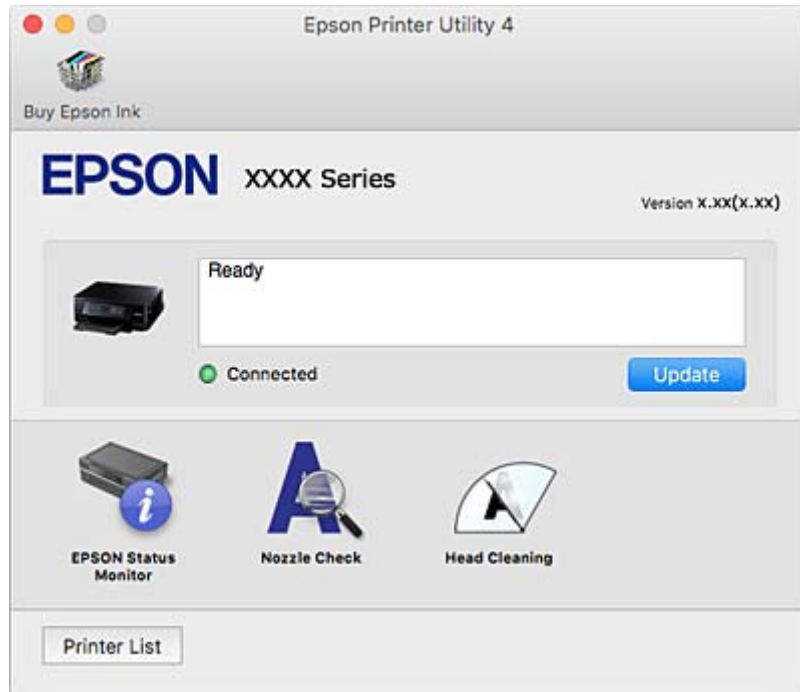 Epson Printer Utility 4
Buy Epson Ink
EPSON XXXX Series
Version x.xx(x.xx)
Ready
Connected
Update
EPSON Status
Monitor
Nozzle Check
Head Cleaning
Printer List